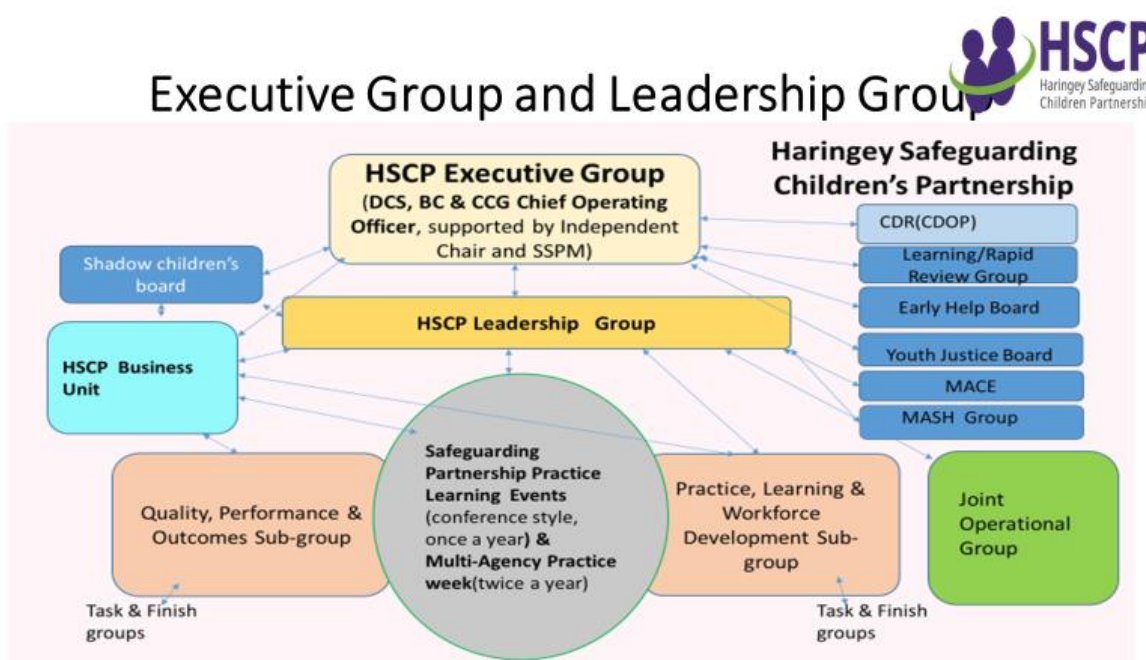 HSCP
Haringey Safeguardin
Children Partnersh
Executive Group and Leadership Group
Haringey Safeguarding
Children's Partnership
HSCP Executive Group
(DCS, BC & CCG Chief Operating
Officer, supported by Independent
Chair and SSPM)
CDR(CDOP)
Learning/Rapid
Review Group
Early Help Board
Youth Justice Board
MACE
MASH Group
Shadow children's
board
HSCP Leadership Group
HSCP Business
Unit
Quality, Performance &
Outcomes Sub-group
Safeguarding
Partnership Practice
Learning Events
(conference style,
once a year) &
Multi-Agency Practice
week(twice a year)
Practice, Learning &
Workforce
Development Sub-
group
Joint
Operational
Group
Task & Finish
groups
Task & Finish
groups